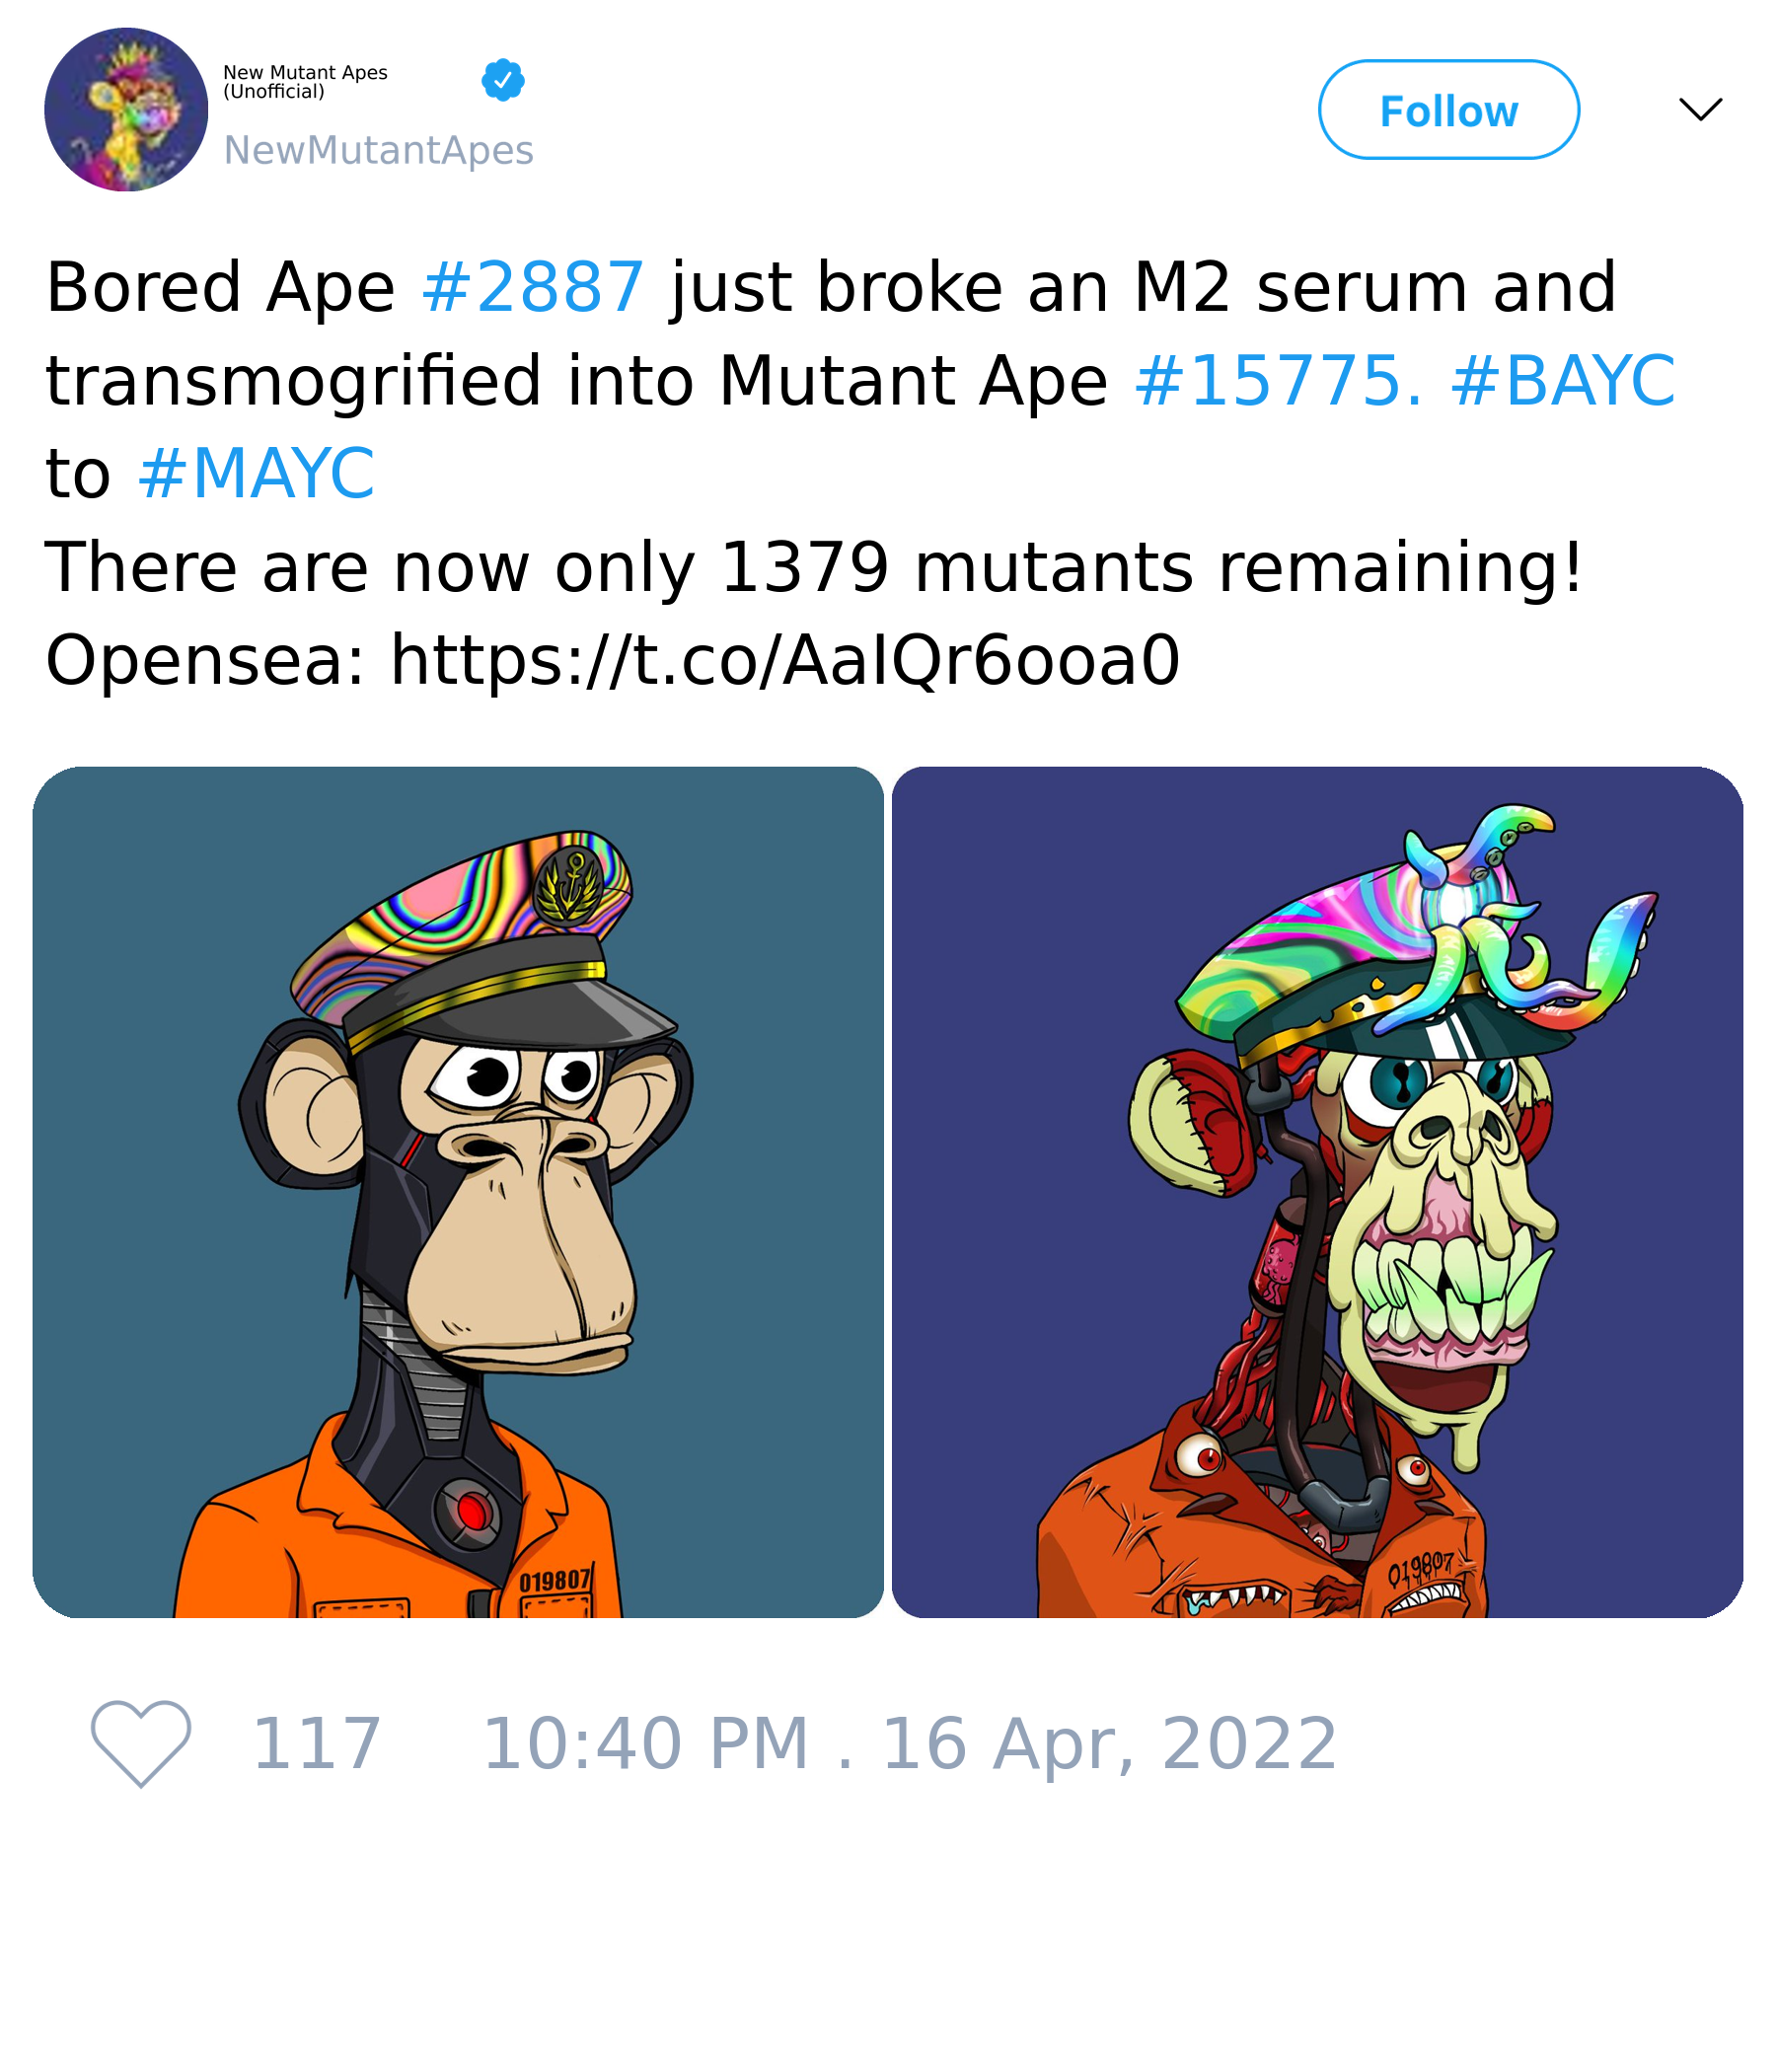 New Mutant Apes
(Unofficial)
NewMutantApes
Follow
Bored Ape #2887 just broke an M2 serum and
transmogrified into Mutant Ape #15775. #BAYC
to #MAYC
There are now only 1379 mutants remaining!
Opensea: https://t.co/AalQr6ooa0
019807
019807
117 10:40 PM . 16 Apr, 2022